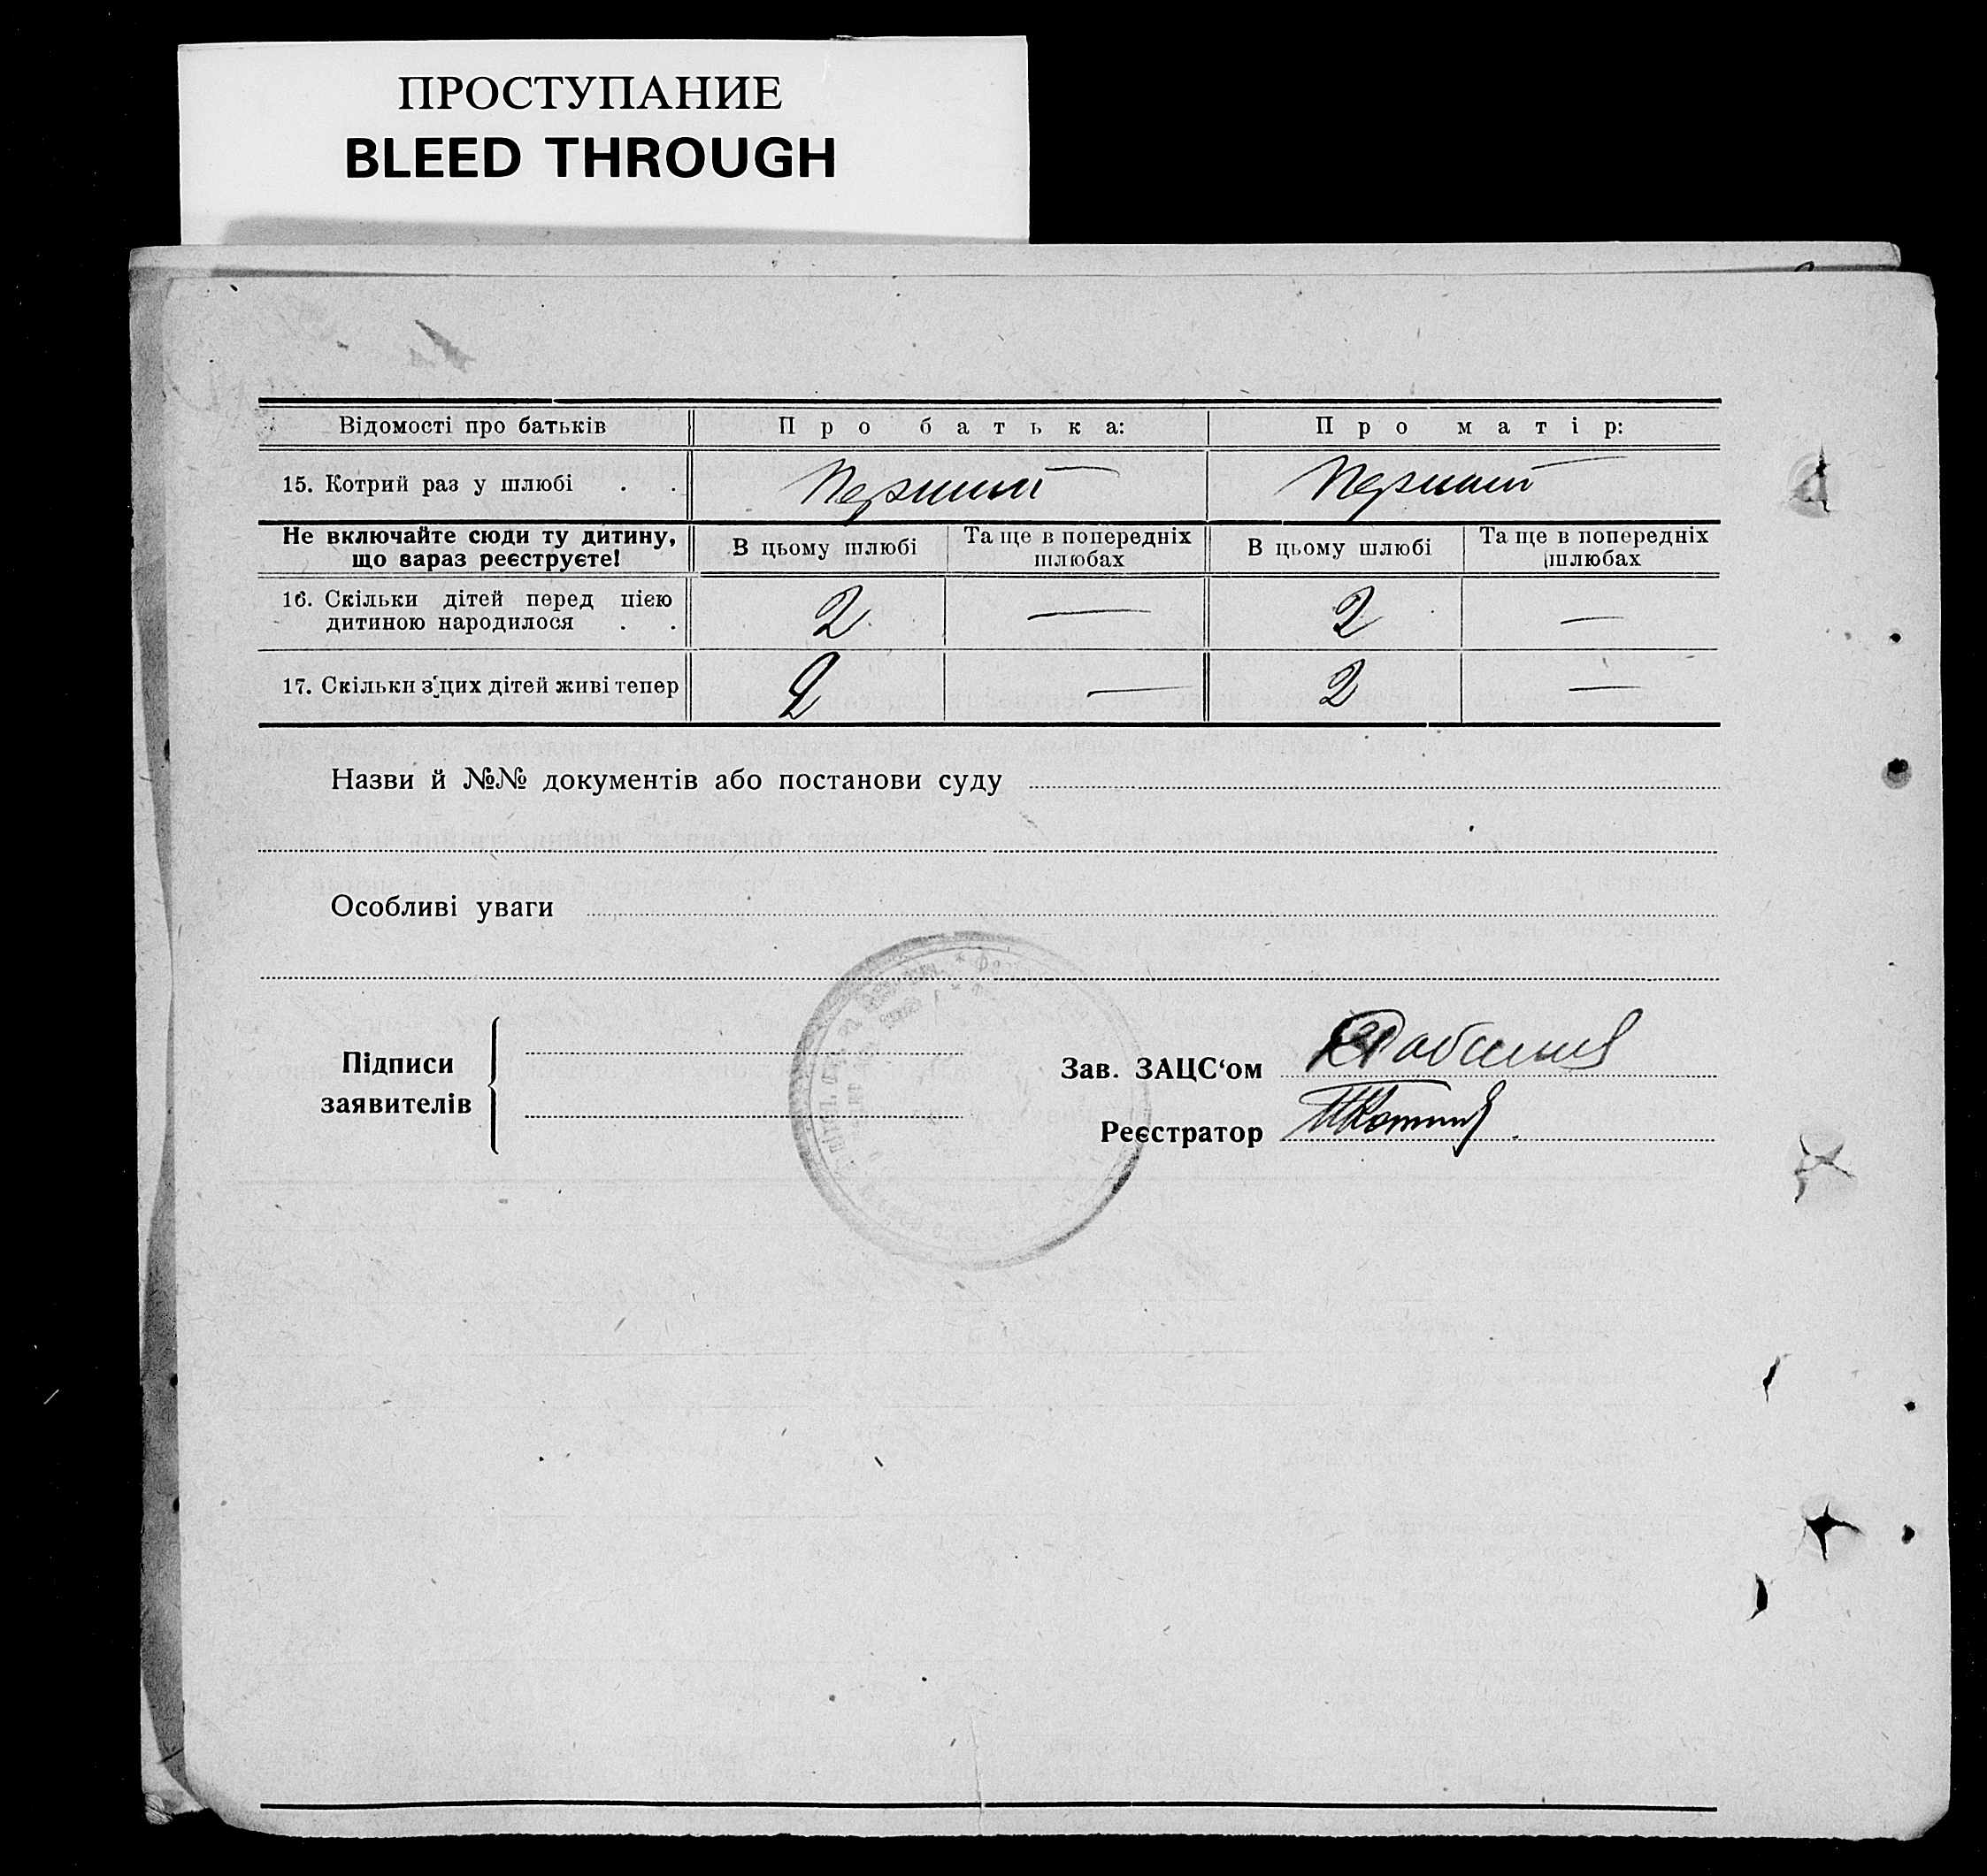 ПРОСТУПАНИЕ
BLEED THROUGH
Відомості про батьків Про батька: Про матір:
15. Котрий раз у шлюбі . . Перший Перший
Не включайте сюди ту дитину, що зараз реєструєте! В цьому шлюбі Та ще в попередніх шлюбах В цьому шлюбі Та ще в попередніх шлюбах
16. Скільки дітей перед цією дитиною народилося . . 2 — 2 —
17. Скільки з цих дітей живі тепер 2 — 2 —
Назви й №№ документів або постанови суду
Особливі уваги
Підписи заявителів
Зав. ЗАЦС‘ом
Реєстратор